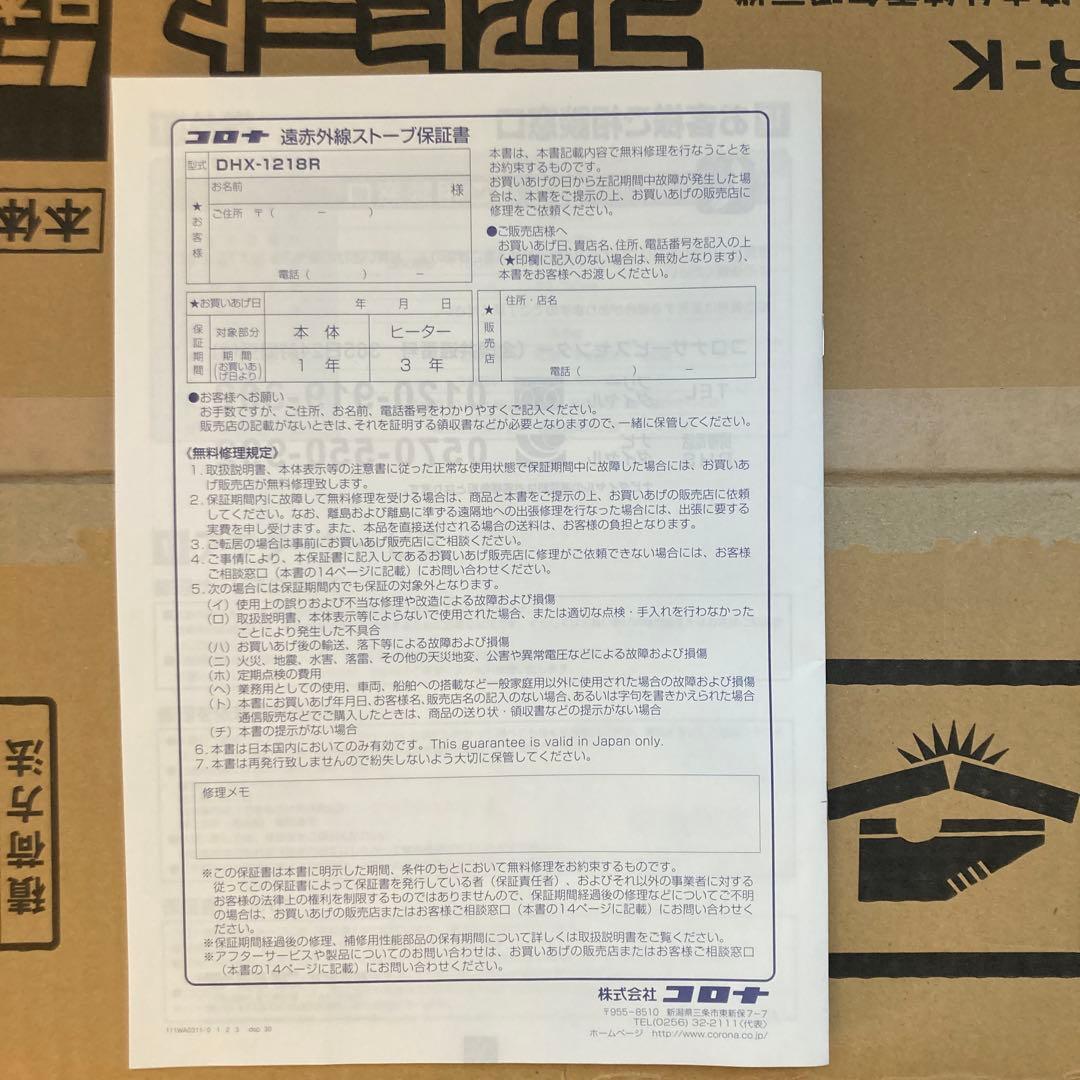 R-K
本体
コロナ 遠赤外線ストーブ保証書
型式 DHX-1218R
★お客様
お名前 様
ご住所 〒( − )
電話( ) −
本書は、本書記載内容で無料修理を行なうことを
お約束するものです。
お買いあげの日から左記期間中故障が発生した場
合は、本書をご提示の上、お買いあげの販売店に
修理をご依頼ください。
●ご販売店様へ
お買いあげ日、貴店名、住所、電話番号を記入の上
(★印欄に記入のない場合は、無効となります)、
本書をお客様へお渡しください。
★お買いあげ日 年 月 日
保証期間
対象部分 本体 ヒーター
期間
(お買いあ
げ日より)
1年 3年
★販売店
住所・店名
電話( ) −
●お客様へお願い
お手数ですが、ご住所、お名前、電話番号をわかりやすくご記入ください。
販売店の記載がないときは、それを証明する領収書などが必要となりますので、一緒に保管してください。
《無料修理規定》
1. 取扱説明書、本体表示等の注意書に従った正常な使用状態で保証期間中に故障した場合には、お買いあ
げ販売店が無料修理致します。
2. 保証期間内に故障して無料修理を受ける場合は、商品と本書をご提示の上、お買いあげの販売店に依頼
してください。なお、離島および離島に準ずる遠隔地への出張修理を行なった場合には、出張に要する
実費を申し受けます。また、本品を直接送付される場合の送料は、お客様の負担となります。
3. ご転居の場合は事前にお買いあげ販売店にご相談ください。
4. ご事情により、本保証書に記入してあるお買いあげ販売店に修理がご依頼できない場合には、お客様
ご相談窓口(本書の14ページに記載)にお問い合わせください。
5. 次の場合には保証期間内でも保証の対象外となります。
(イ) 使用上の誤りおよび不当な修理や改造による故障および損傷
(ロ) 取扱説明書、本体表示等によらないで使用された場合、または適切な点検・手入れを行わなかった
ことにより発生した不具合
(ハ) お買いあげ後の輸送、落下等による故障および損傷
(ニ) 火災、地震、水害、落雷、その他の天災地変、公害や異常電圧などによる故障および損傷
(ホ) 定期点検の費用
(ヘ) 業務用としての使用、車両、船舶への搭載など一般家庭用以外に使用された場合の故障および損傷
(ト) 本書にお買いあげ年月日、お客様名、販売店名の記入のない場合、あるいは字句を書きかえられた場合
通信販売などでご購入したときは、商品の送り状・領収書などの提示がない場合
(チ) 本書の提示がない場合
6. 本書は日本国内においてのみ有効です。This guarantee is valid in Japan only.
7. 本書は再発行致しませんので紛失しないよう大切に保管してください。
修理メモ
※この保証書は本書に明示した期間、条件のもとにおいて無料修理をお約束するものです。
従ってこの保証書によって保証書を発行している者(保証責任者)、およびそれ以外の事業者に対する
お客様の法律上の権利を制限するものではありませんので、保証期間経過後の修理などについてご不明
の場合は、お買いあげの販売店またはお客様ご相談窓口(本書の14ページに記載)にお問い合わせく
ださい。
※保証期間経過後の修理、補修用性能部品の保有期間について詳しくは取扱説明書をご覧ください。
※アフターサービスや製品についてのお問い合わせは、お買いあげの販売店またはお客様ご相談窓口
(本書の14ページに記載)にお問い合わせください。
株式会社 コロナ
〒955-8510 新潟県三条市東新保7-7
TEL(0256) 32-2111〈代表〉
ホームページ http://www.corona.co.jp/
111WA0311-0 1 2 3 dsp 30
積荷方法